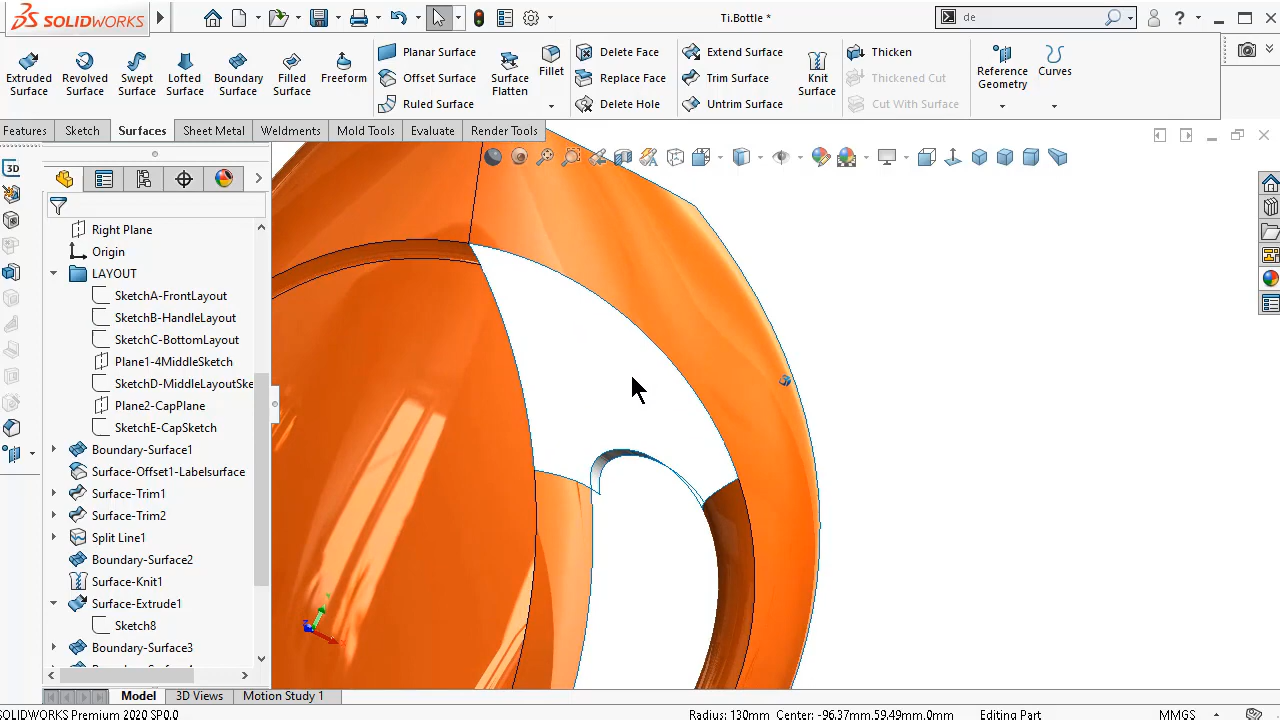 SOLIDWORKS
Ti.Bottle *
de
?
Extruded Surface
Revolved Surface
Swept Surface
Lofted Surface
Boundary Surface
Filled Surface
Freeform
Planar Surface
Offset Surface
Ruled Surface
Surface Flatten
Fillet
Delete Face
Replace Face
Delete Hole
Extend Surface
Trim Surface
Untrim Surface
Knit Surface
Thicken
Thickened Cut
Cut With Surface
Reference Geometry
Curves
Features
Sketch
Surfaces
Sheet Metal
Weldments
Mold Tools
Evaluate
Render Tools
3D
Right Plane
Origin
LAYOUT
SketchA-FrontLayout
SketchB-HandleLayout
SketchC-BottomLayout
Plane1-4MiddleSketch
SketchD-MiddleLayoutSke
Plane2-CapPlane
SketchE-CapSketch
Boundary-Surface1
Surface-Offset1-Labelsurface
Surface-Trim1
Surface-Trim2
Split Line1
Boundary-Surface2
Surface-Knit1
Surface-Extrude1
Sketch8
Boundary-Surface3
Model
3D Views
Motion Study 1
SOLIDWORKS Premium 2020 SP0.0
Radius: 130mm Center: -96.37mm,59.49mm,0mm
Editing Part
MMGS